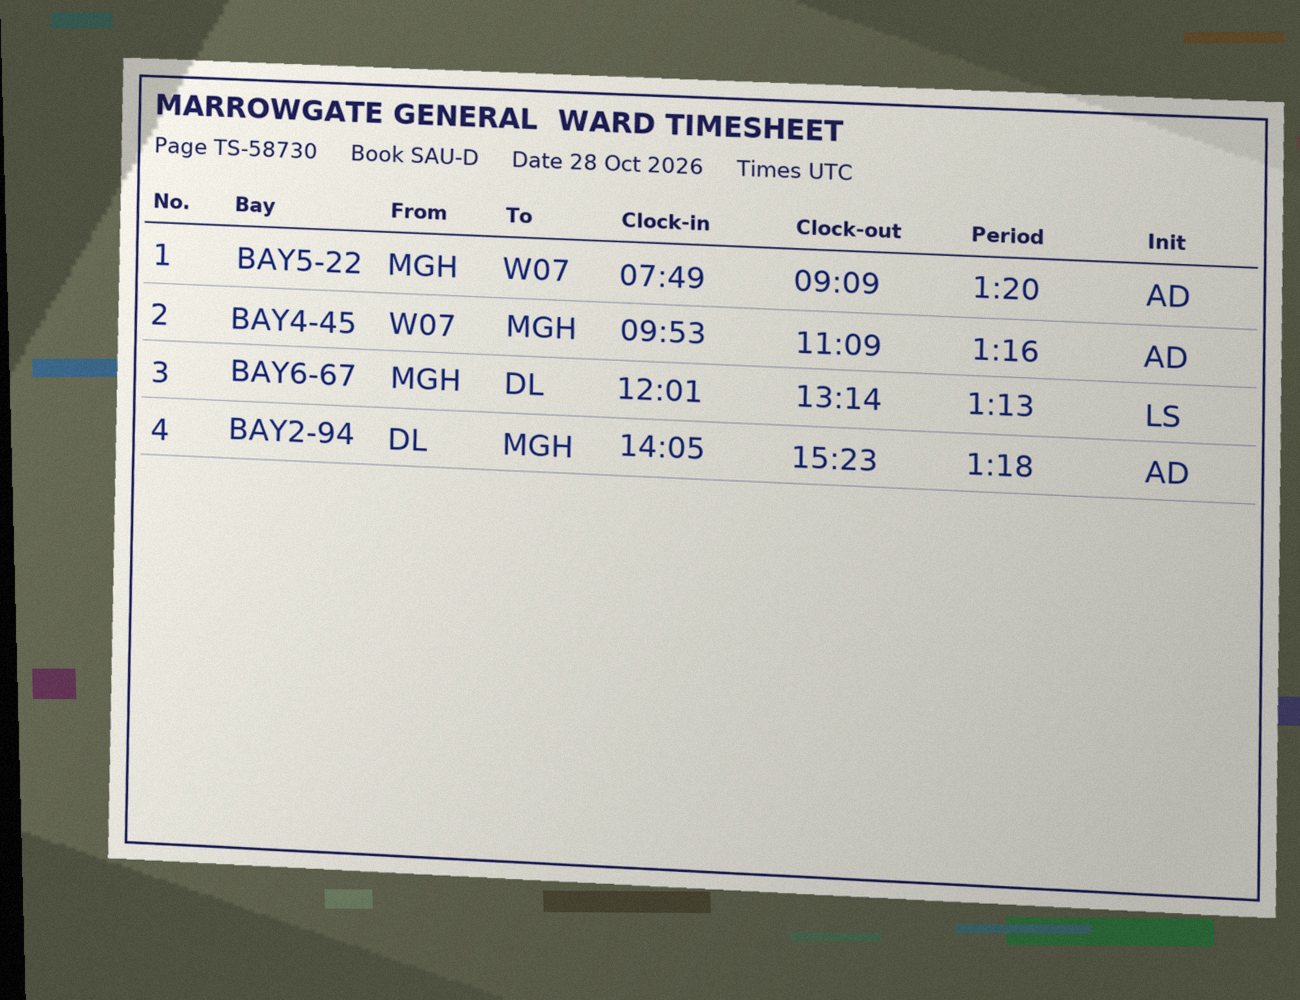 MARROWGATE GENERAL WARD TIMESHEET
Page TS-58730 Book SAU-D Date 28 Oct 2026 Times UTC
No. Bay From To Clock-in Clock-out Period Init
1 BAY5-22 MGH W07 07:49 09:09 1:20 AD
2 BAY4-45 W07 MGH 09:53 11:09 1:16 AD
3 BAY6-67 MGH DL 12:01 13:14 1:13 LS
4 BAY2-94 DL MGH 14:05 15:23 1:18 AD